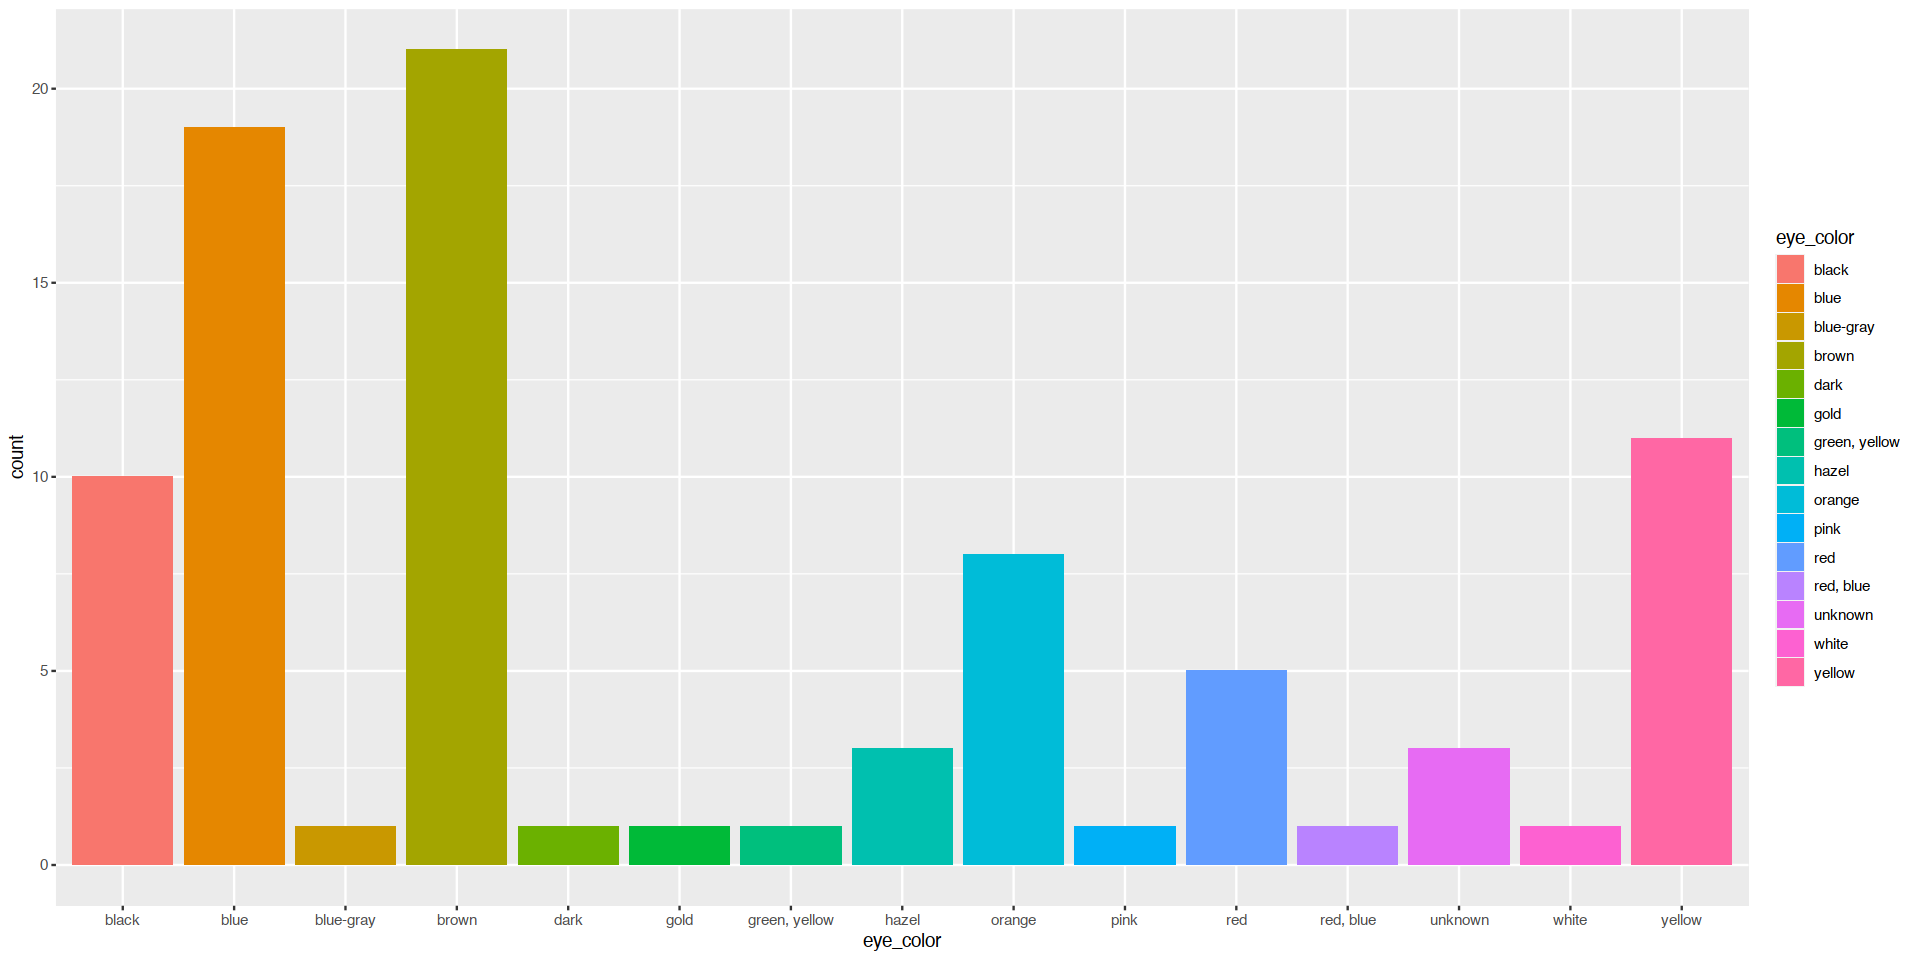 20
15
10
5
0
count
black
blue
blue-gray
brown
dark
gold
green, yellow
hazel
orange
pink
red
red, blue
unknown
white
yellow
eye_color
eye_color
black
blue
blue-gray
brown
dark
gold
green, yellow
hazel
orange
pink
red
red, blue
unknown
white
yellow